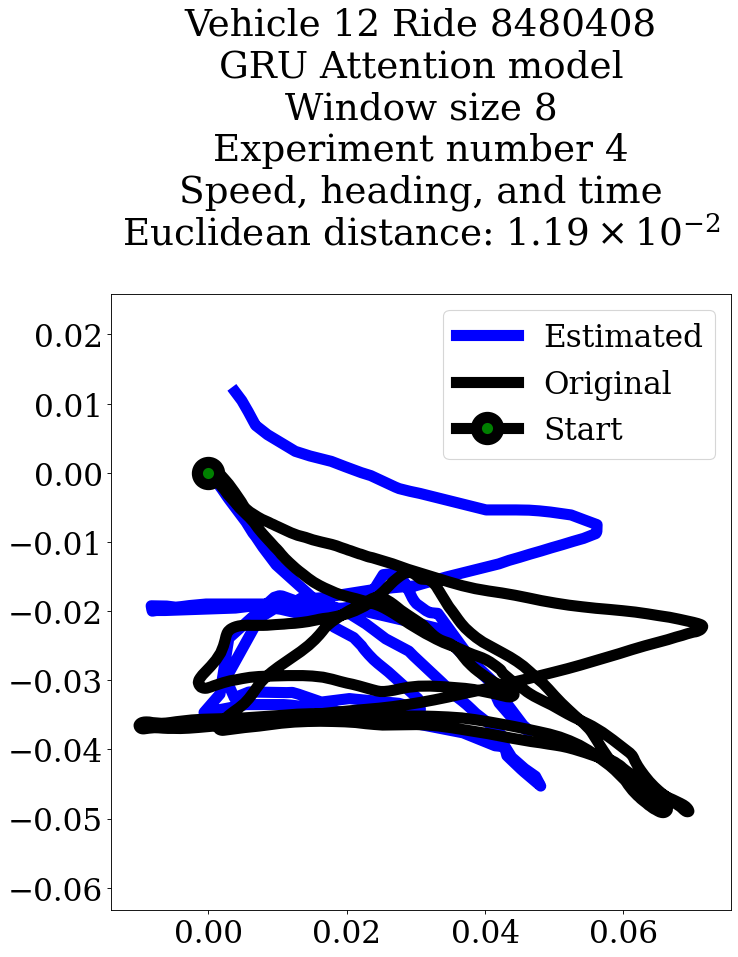 Vehicle 12 Ride 8480408
GRU Attention model
Window size 8
Experiment number 4
Speed, heading, and time
Euclidean distance: 1.19 × 10⁻²
Estimated
Original
Start
0.02
0.01
0.00
−0.01
−0.02
−0.03
−0.04
−0.05
−0.06
0.00 0.02 0.04 0.06